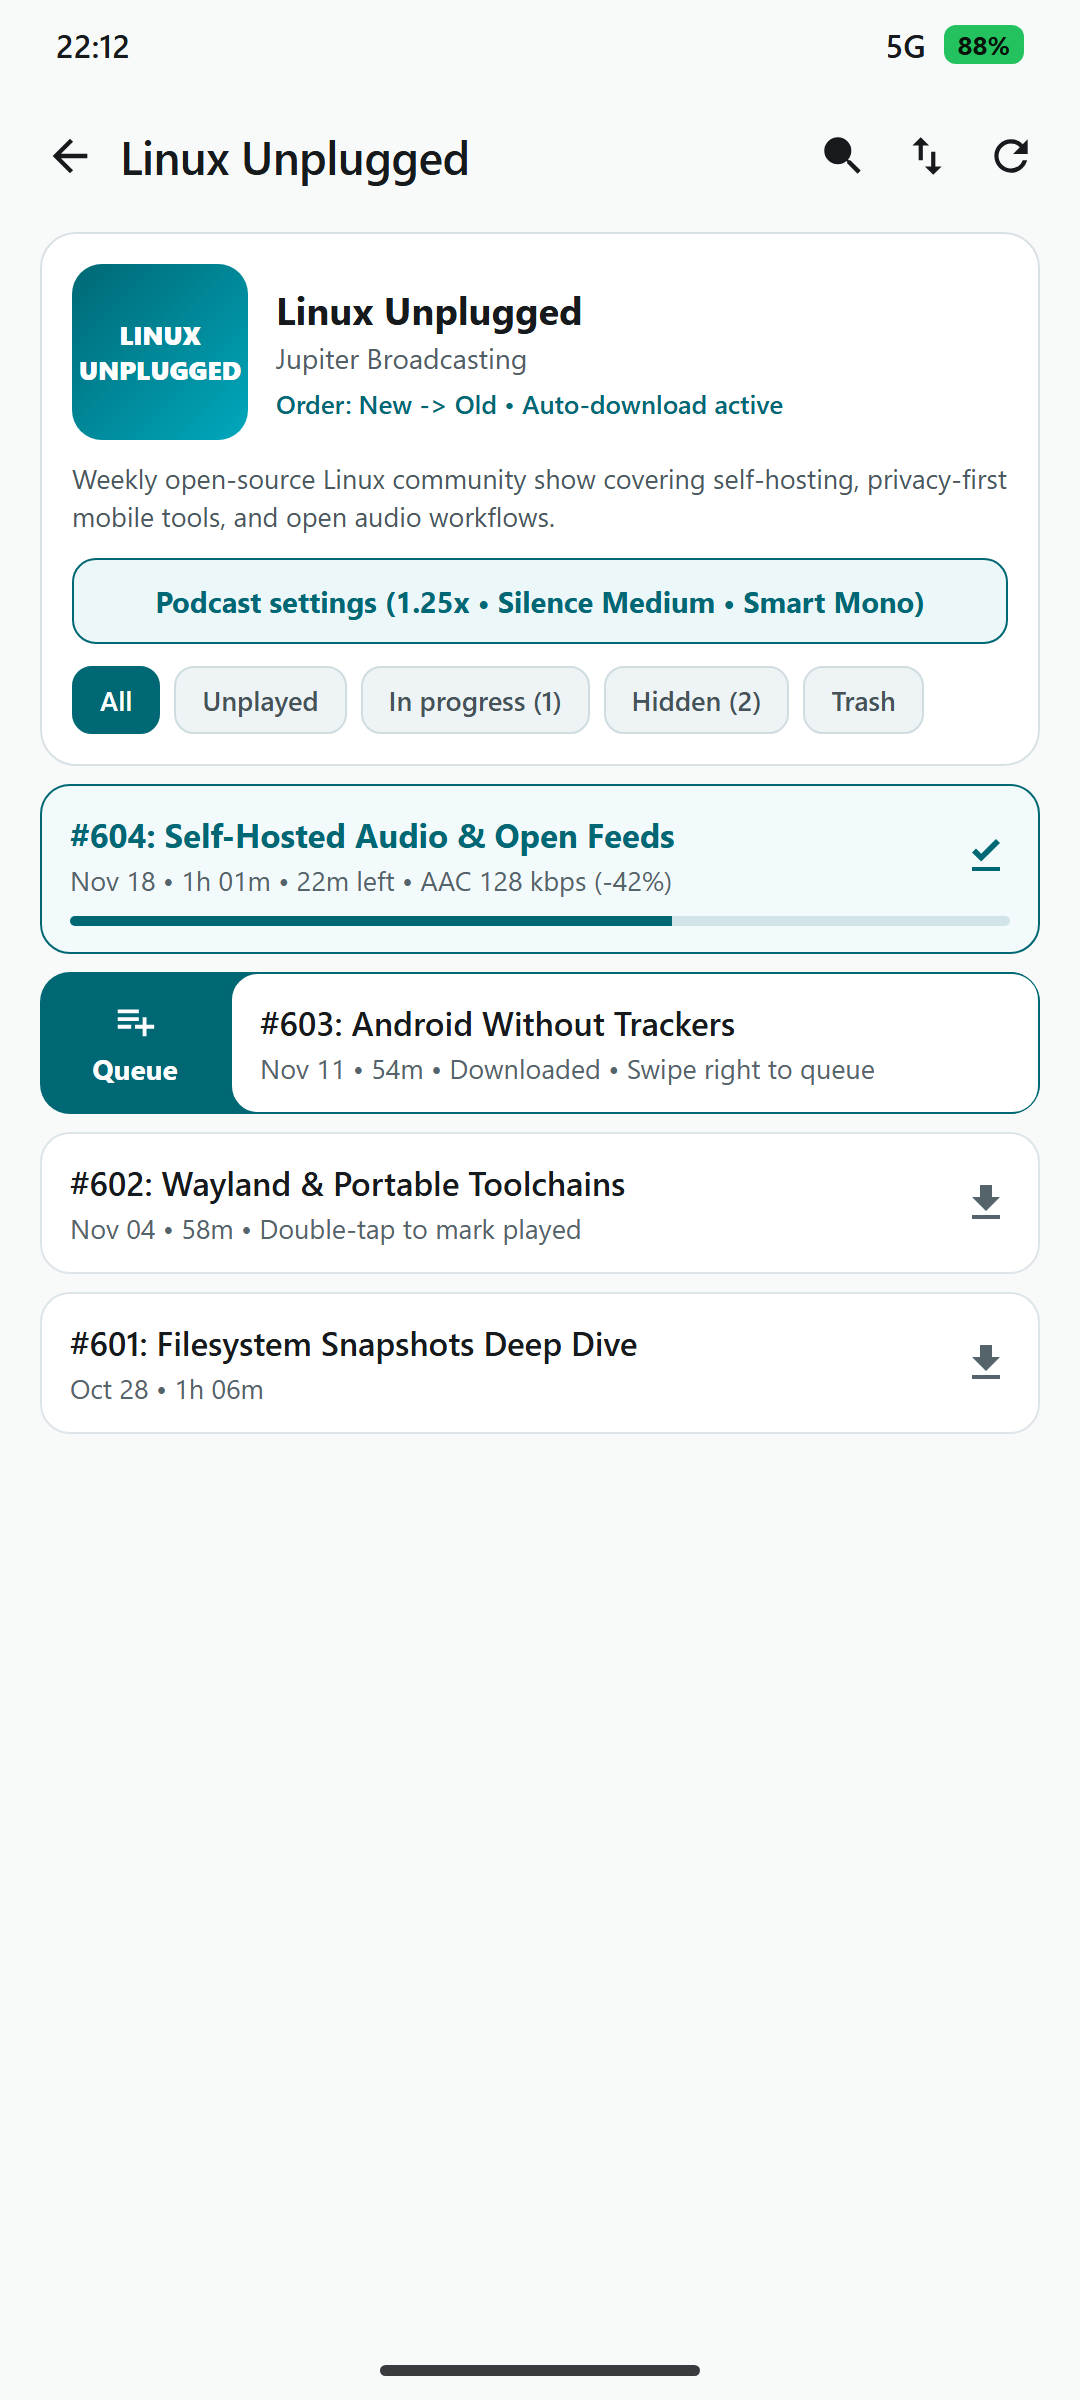 22:12
5G 88%
Linux Unplugged
LINUX
UNPLUGGED
Linux Unplugged
Jupiter Broadcasting
Order: New -> Old • Auto-download active
Weekly open-source Linux community show covering self-hosting, privacy-first
mobile tools, and open audio workflows.
Podcast settings (1.25x • Silence Medium • Smart Mono)
All Unplayed In progress (1) Hidden (2) Trash
#604: Self-Hosted Audio & Open Feeds
Nov 18 • 1h 01m • 22m left • AAC 128 kbps (-42%)
Queue
#603: Android Without Trackers
Nov 11 • 54m • Downloaded • Swipe right to queue
#602: Wayland & Portable Toolchains
Nov 04 • 58m • Double-tap to mark played
#601: Filesystem Snapshots Deep Dive
Oct 28 • 1h 06m